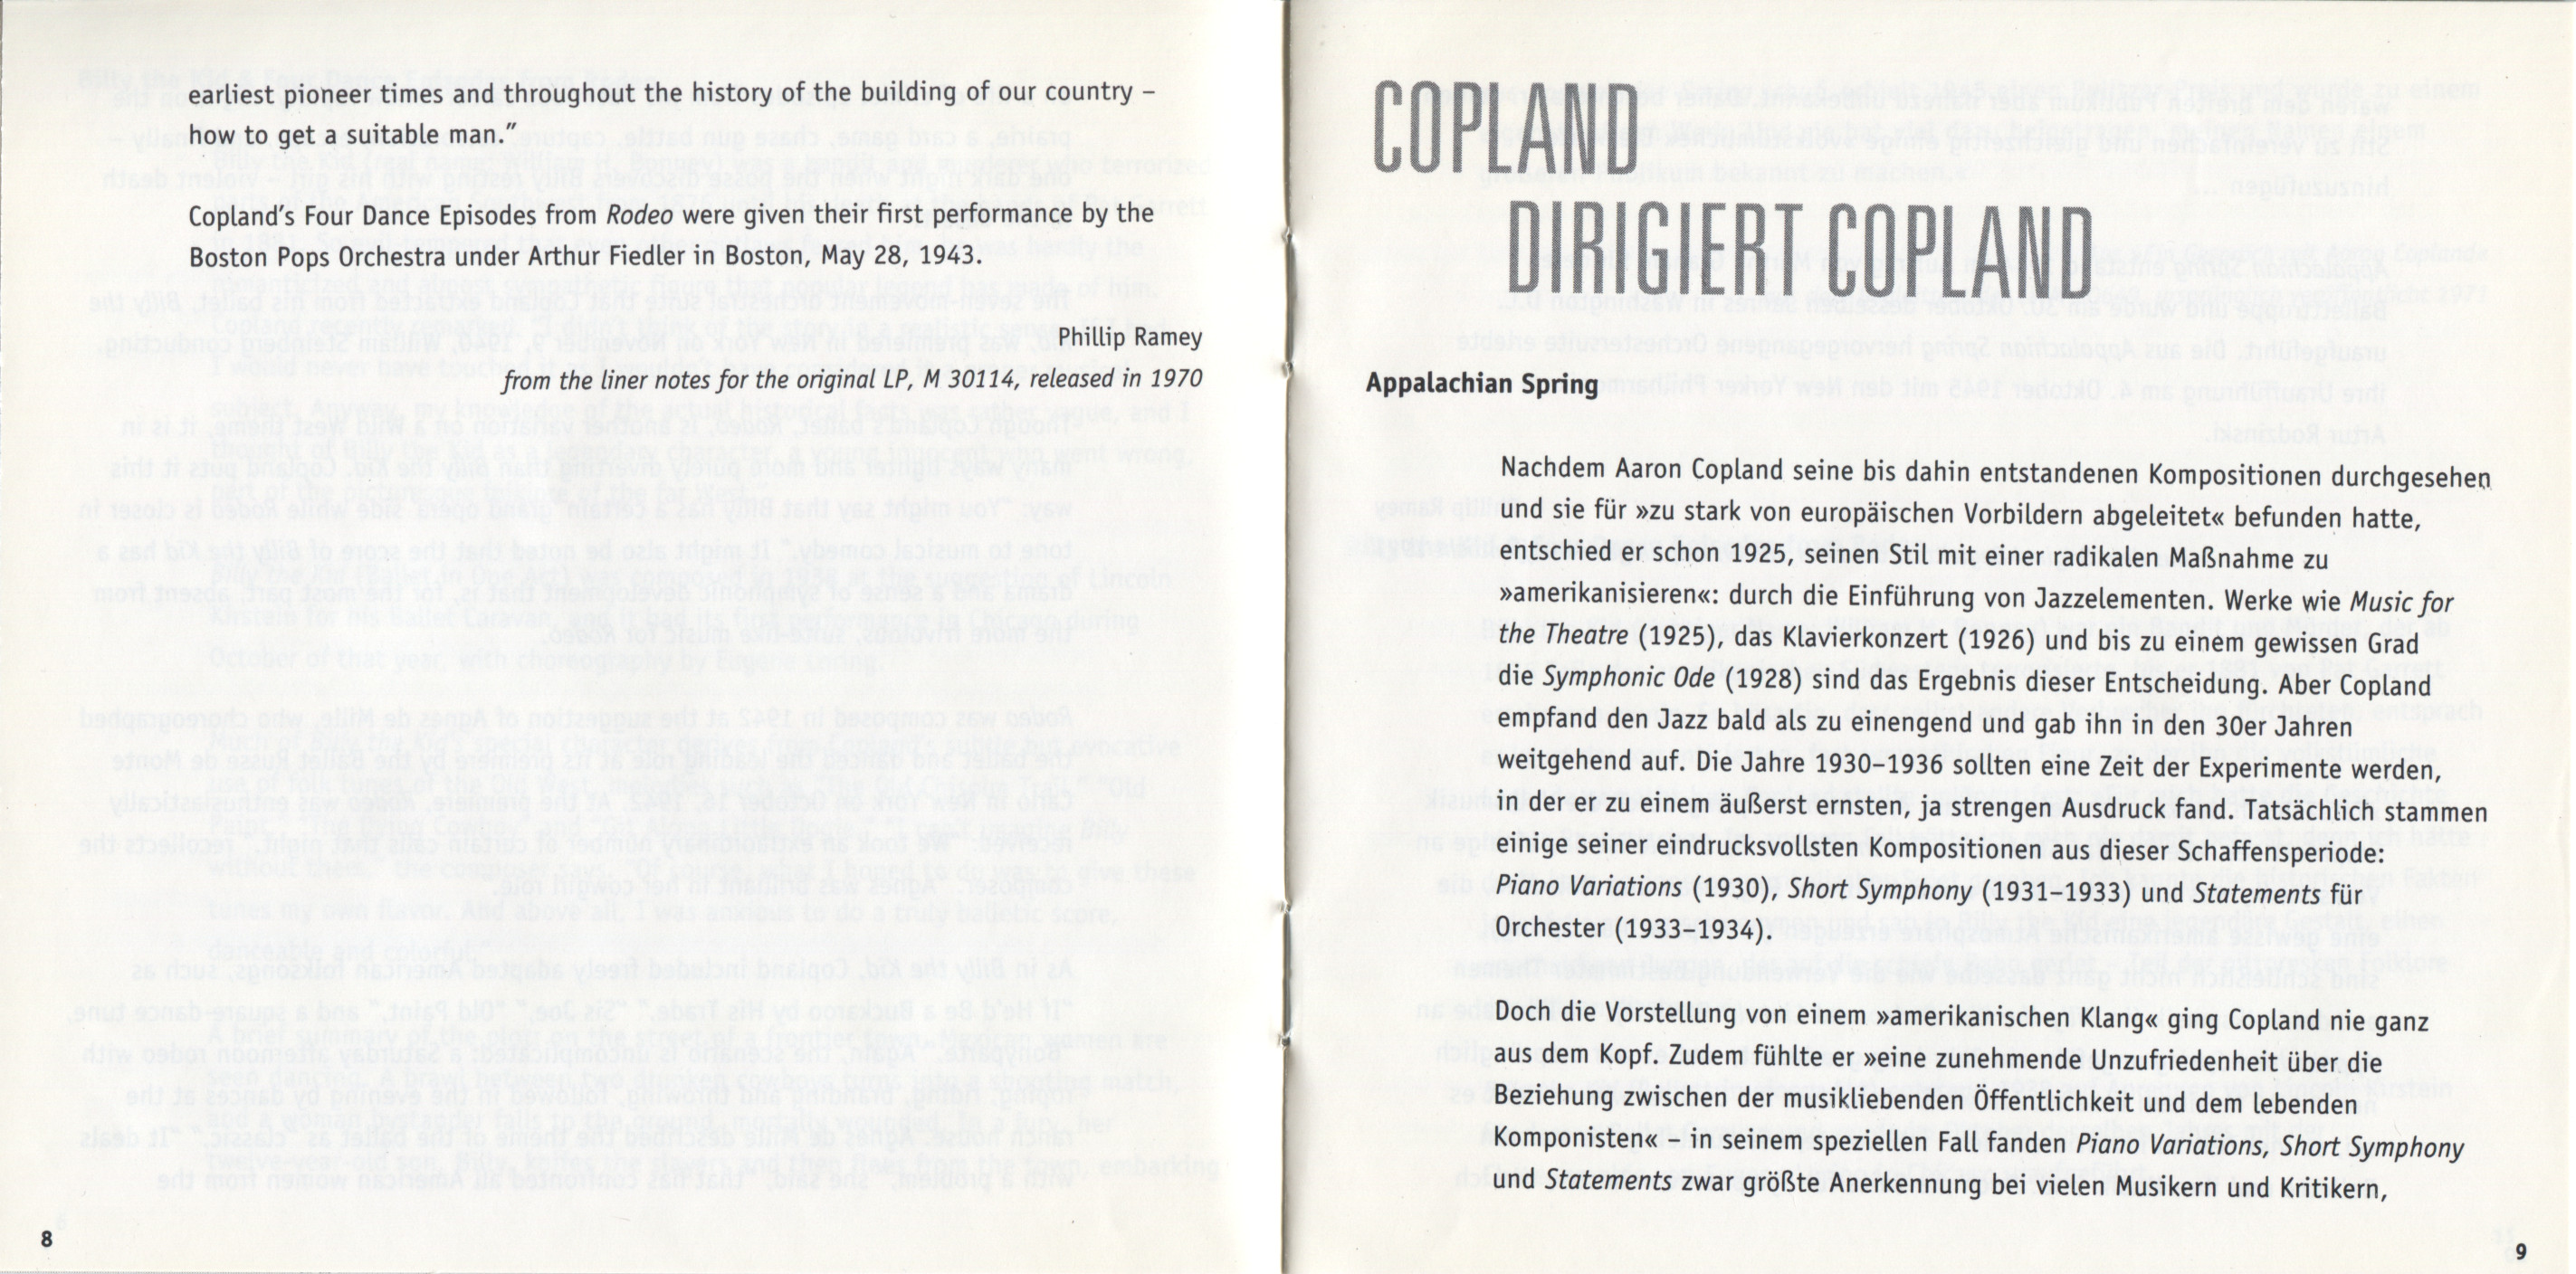 earliest pioneer times and throughout the history of the building of our country –
how to get a suitable man.”
Copland’s Four Dance Episodes from Rodeo were given their first performance by the
Boston Pops Orchestra under Arthur Fiedler in Boston, May 28, 1943.
Phillip Ramey
from the liner notes for the original LP, M 30114, released in 1970
8
COPLAND
DIRIGIERT COPLAND
Appalachian Spring
Nachdem Aaron Copland seine bis dahin entstandenen Kompositionen durchgesehen
und sie für »zu stark von europäischen Vorbildern abgeleitet« befunden hatte,
entschied er schon 1925, seinen Stil mit einer radikalen Maßnahme zu
»amerikanisieren«: durch die Einführung von Jazzelementen. Werke wie Music for
the Theatre (1925), das Klavierkonzert (1926) und bis zu einem gewissen Grad
die Symphonic Ode (1928) sind das Ergebnis dieser Entscheidung. Aber Copland
empfand den Jazz bald als zu einengend und gab ihn in den 30er Jahren
weitgehend auf. Die Jahre 1930–1936 sollten eine Zeit der Experimente werden,
in der er zu einem äußerst ernsten, ja strengen Ausdruck fand. Tatsächlich stammen
einige seiner eindrucksvollsten Kompositionen aus dieser Schaffensperiode:
Piano Variations (1930), Short Symphony (1931–1933) und Statements für
Orchester (1933–1934).
Doch die Vorstellung von einem »amerikanischen Klang« ging Copland nie ganz
aus dem Kopf. Zudem fühlte er »eine zunehmende Unzufriedenheit über die
Beziehung zwischen der musikliebenden Öffentlichkeit und dem lebenden
Komponisten« – in seinem speziellen Fall fanden Piano Variations, Short Symphony
und Statements zwar größte Anerkennung bei vielen Musikern und Kritikern,
9